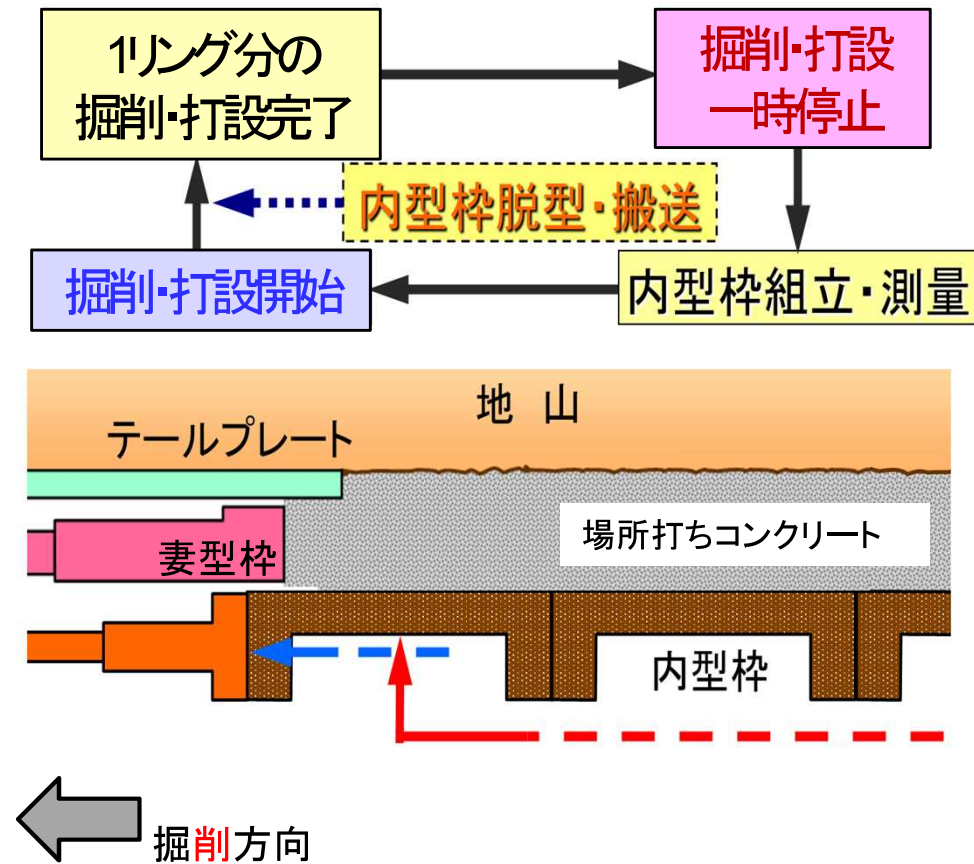 1リング分の
掘削・打設完了
掘削・打設
一時停止
内型枠脱型・搬送
掘削・打設開始
内型枠組立・測量
地 山
テールプレート
場所打ちコンクリート
妻型枠
内型枠
掘削方向